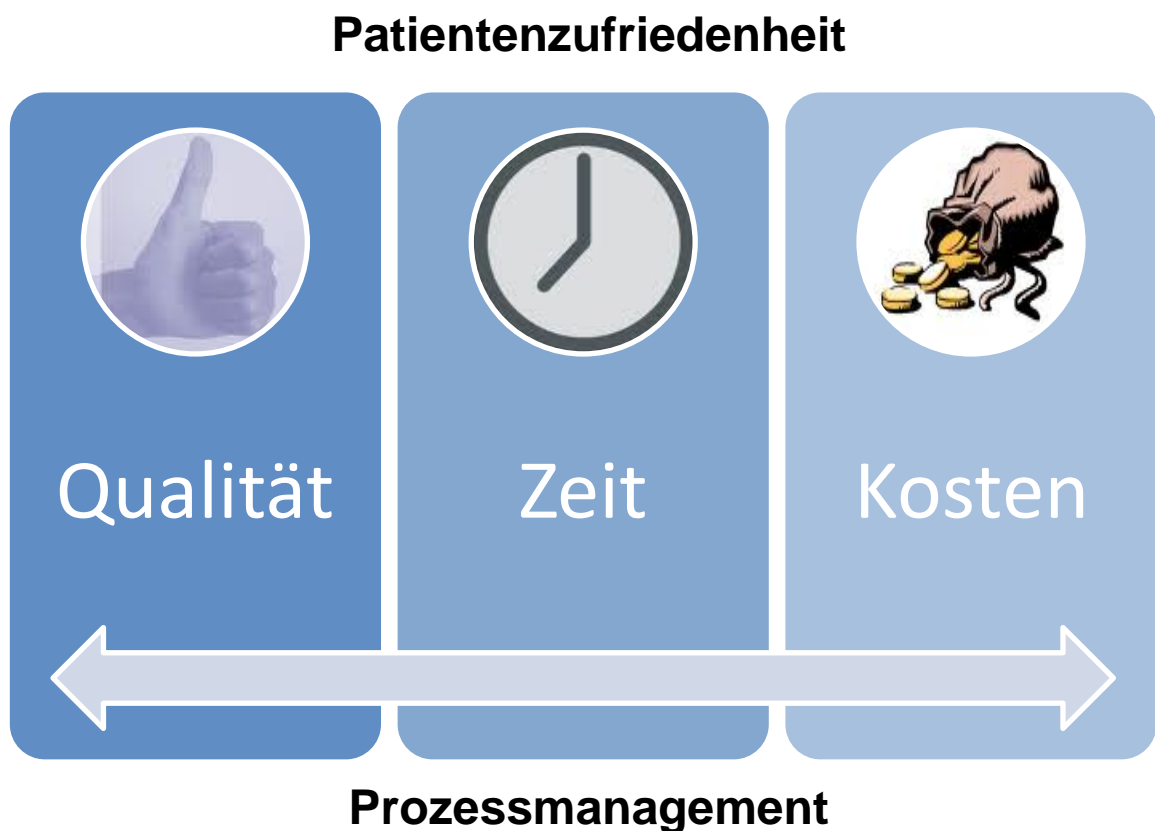 Patientenzufriedenheit
Qualität
Zeit
Kosten
Prozessmanagement